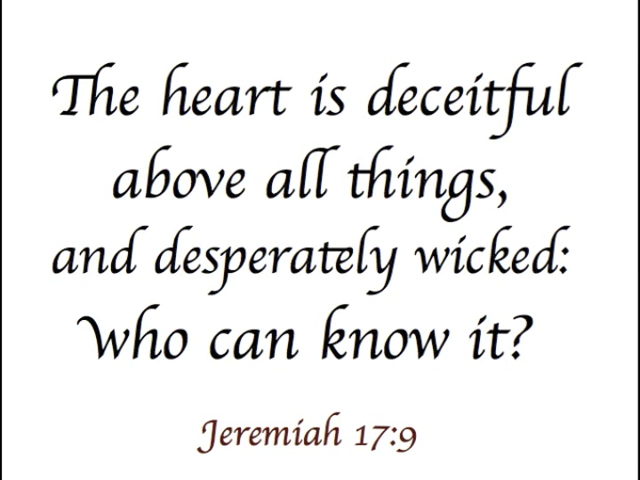 The heart is deceitful
above all things,
and desperately wicked:
Who can know it?
Jeremiah 17:9